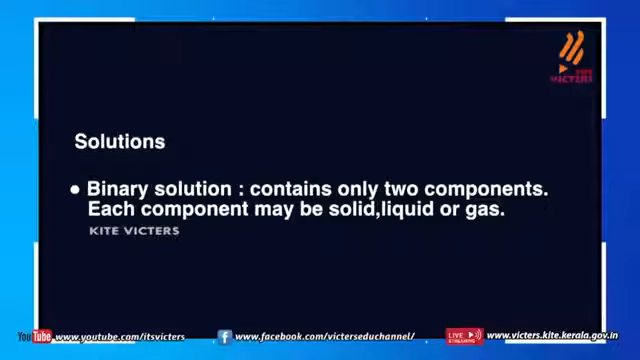 KITE
VICTERS
Solutions
● Binary solution : contains only two components.
Each component may be solid,liquid or gas.
KITE VICTERS
YouTube www.youtube.com/itsvicters
f www.facebook.com/victerseduchannel/
LIVE STREAMING www.victers.kite.kerala.gov.in